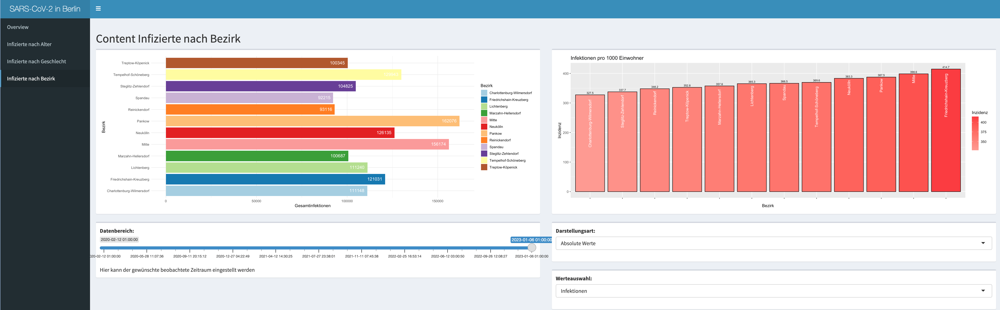 SARS-CoV-2 in Berlin
Overview
Infizierte nach Alter
Infizierte nach Geschlecht
Infizierte nach Bezirk
Content Infizierte nach Bezirk
Bezirk
Treptow-Köpenick 100345
Tempelhof-Schöneberg 129943
Steglitz-Zehlendorf 104825
Spandau 92215
Reinickendorf 93116
Pankow 162076
Neukölln 126135
Mitte 156174
Marzahn-Hellersdorf 100687
Lichtenberg 111240
Friedrichshain-Kreuzberg 121031
Charlottenburg-Wilmersdorf 111148
0 50000 100000 150000
Gesamtinfektionen
Bezirk
Charlottenburg-Wilmersdorf
Friedrichshain-Kreuzberg
Lichtenberg
Marzahn-Hellersdorf
Mitte
Neukölln
Pankow
Reinickendorf
Spandau
Steglitz-Zehlendorf
Tempelhof-Schöneberg
Treptow-Köpenick
Infektionen pro 1000 Einwohner
Inzidenz
400
300
200
100
0
327.5 337.7 348.2 352.8 357.6 365.3 366.5 369.6 383.3 387.5 398.6 414.7
Charlottenburg-Wilmersdorf
Steglitz-Zehlendorf
Reinickendorf
Treptow-Köpenick
Marzahn-Hellersdorf
Lichtenberg
Spandau
Tempelhof-Schöneberg
Neukölln
Pankow
Mitte
Friedrichshain-Kreuzberg
Bezirk
Inzidenz
400
375
350
Datenbereich:
2020-02-12 01:00:00 2023-01-06 01:00:00
020-02-12 01:00:00 2020-05-28 11:07:36 2020-09-11 20:15:12 2020-12-27 04:22:49 2021-04-12 14:30:25 2021-07-27 23:38:01 2021-11-11 07:45:38 2022-02-25 16:53:14 2022-06-12 03:00:50 2022-09-26 12:08:27 2023-01-06 01:00:00
Hier kann der gewünschte beobachtete Zeitraum eingestellt werden
Darstellungsart:
Absolute Werte
Werteauswahl:
Infektionen